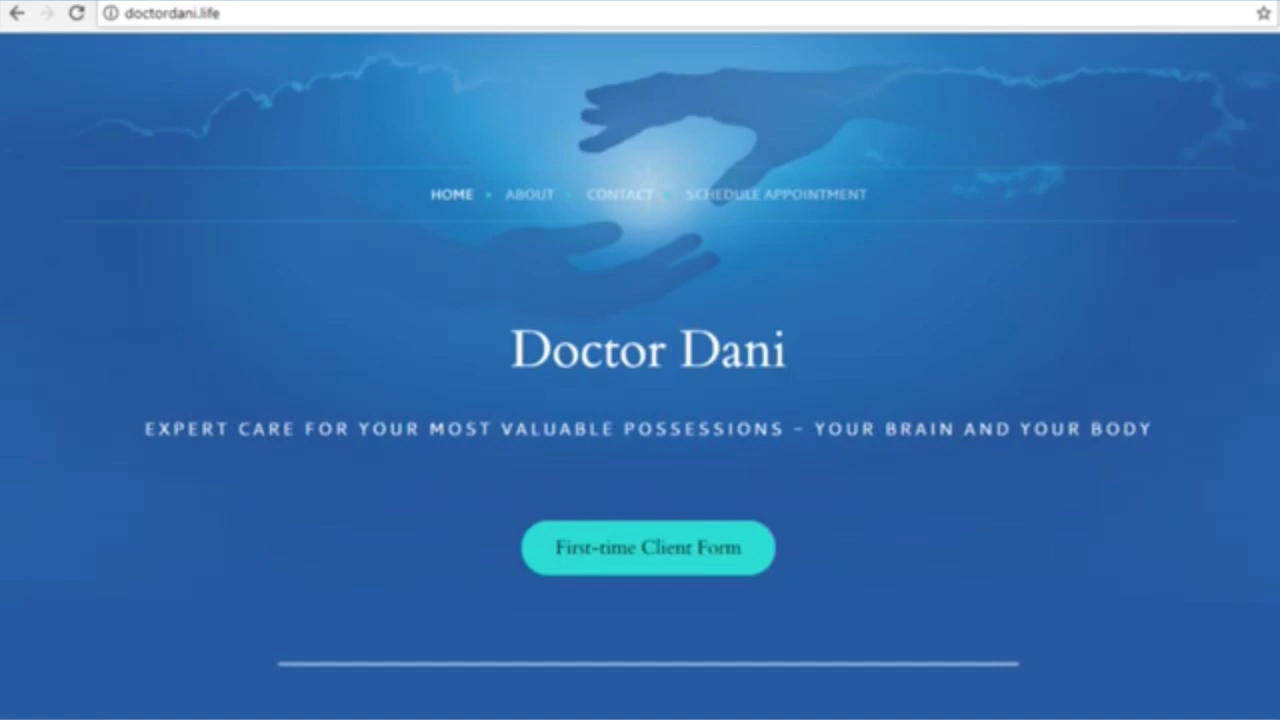 doctordani.life
HOME • ABOUT • CONTACT • SCHEDULE APPOINTMENT
Doctor Dani
EXPERT CARE FOR YOUR MOST VALUABLE POSSESSIONS – YOUR BRAIN AND YOUR BODY
First-time Client Form